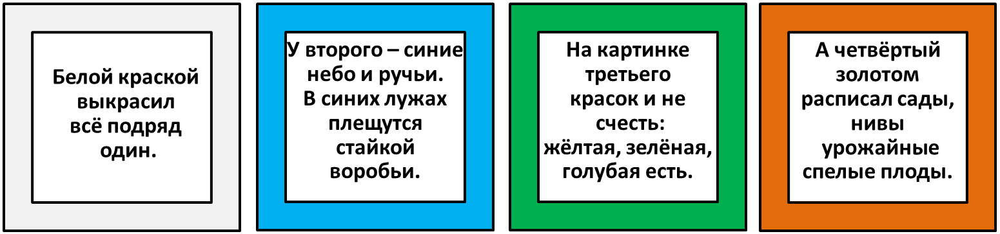 Белой краской
выкрасил
всё подряд
один.
У второго – синие
небо и ручьи.
В синих лужах
плещутся
стайкой
воробьи.
На картинке
третьего
красок и не
счесть:
жёлтая, зелёная,
голубая есть.
А четвёртый
золотом
расписал сады,
нивы
урожайные
спелые плоды.